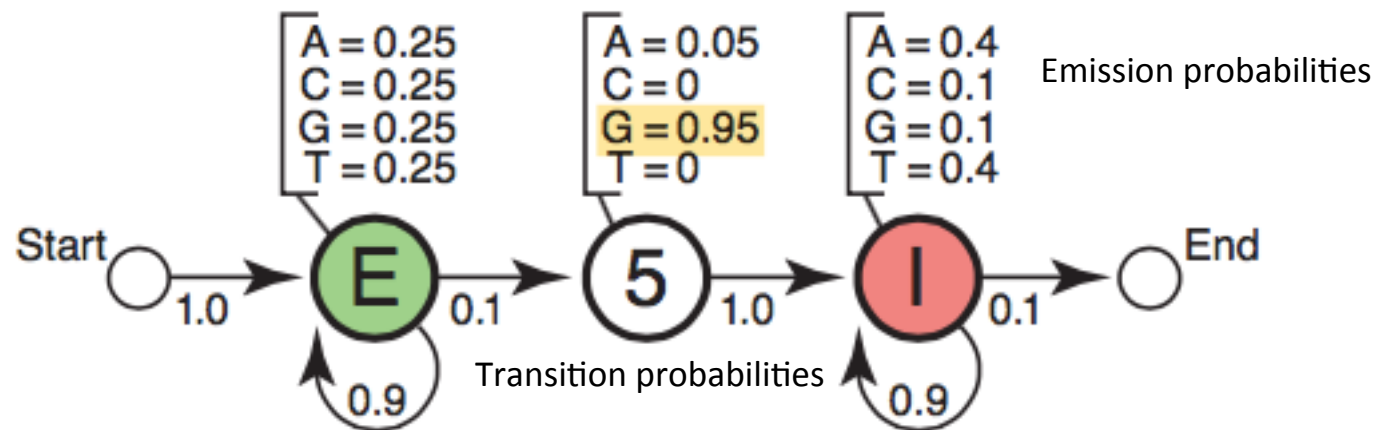 A = 0.25
C = 0.25
G = 0.25
T = 0.25
A = 0.05
C = 0
G = 0.95
T = 0
A = 0.4
C = 0.1
G = 0.1
T = 0.4
Emission probabilities
Start
1.0
E
0.1
5
1.0
I
0.1
End
0.9
Transition probabilities
0.9